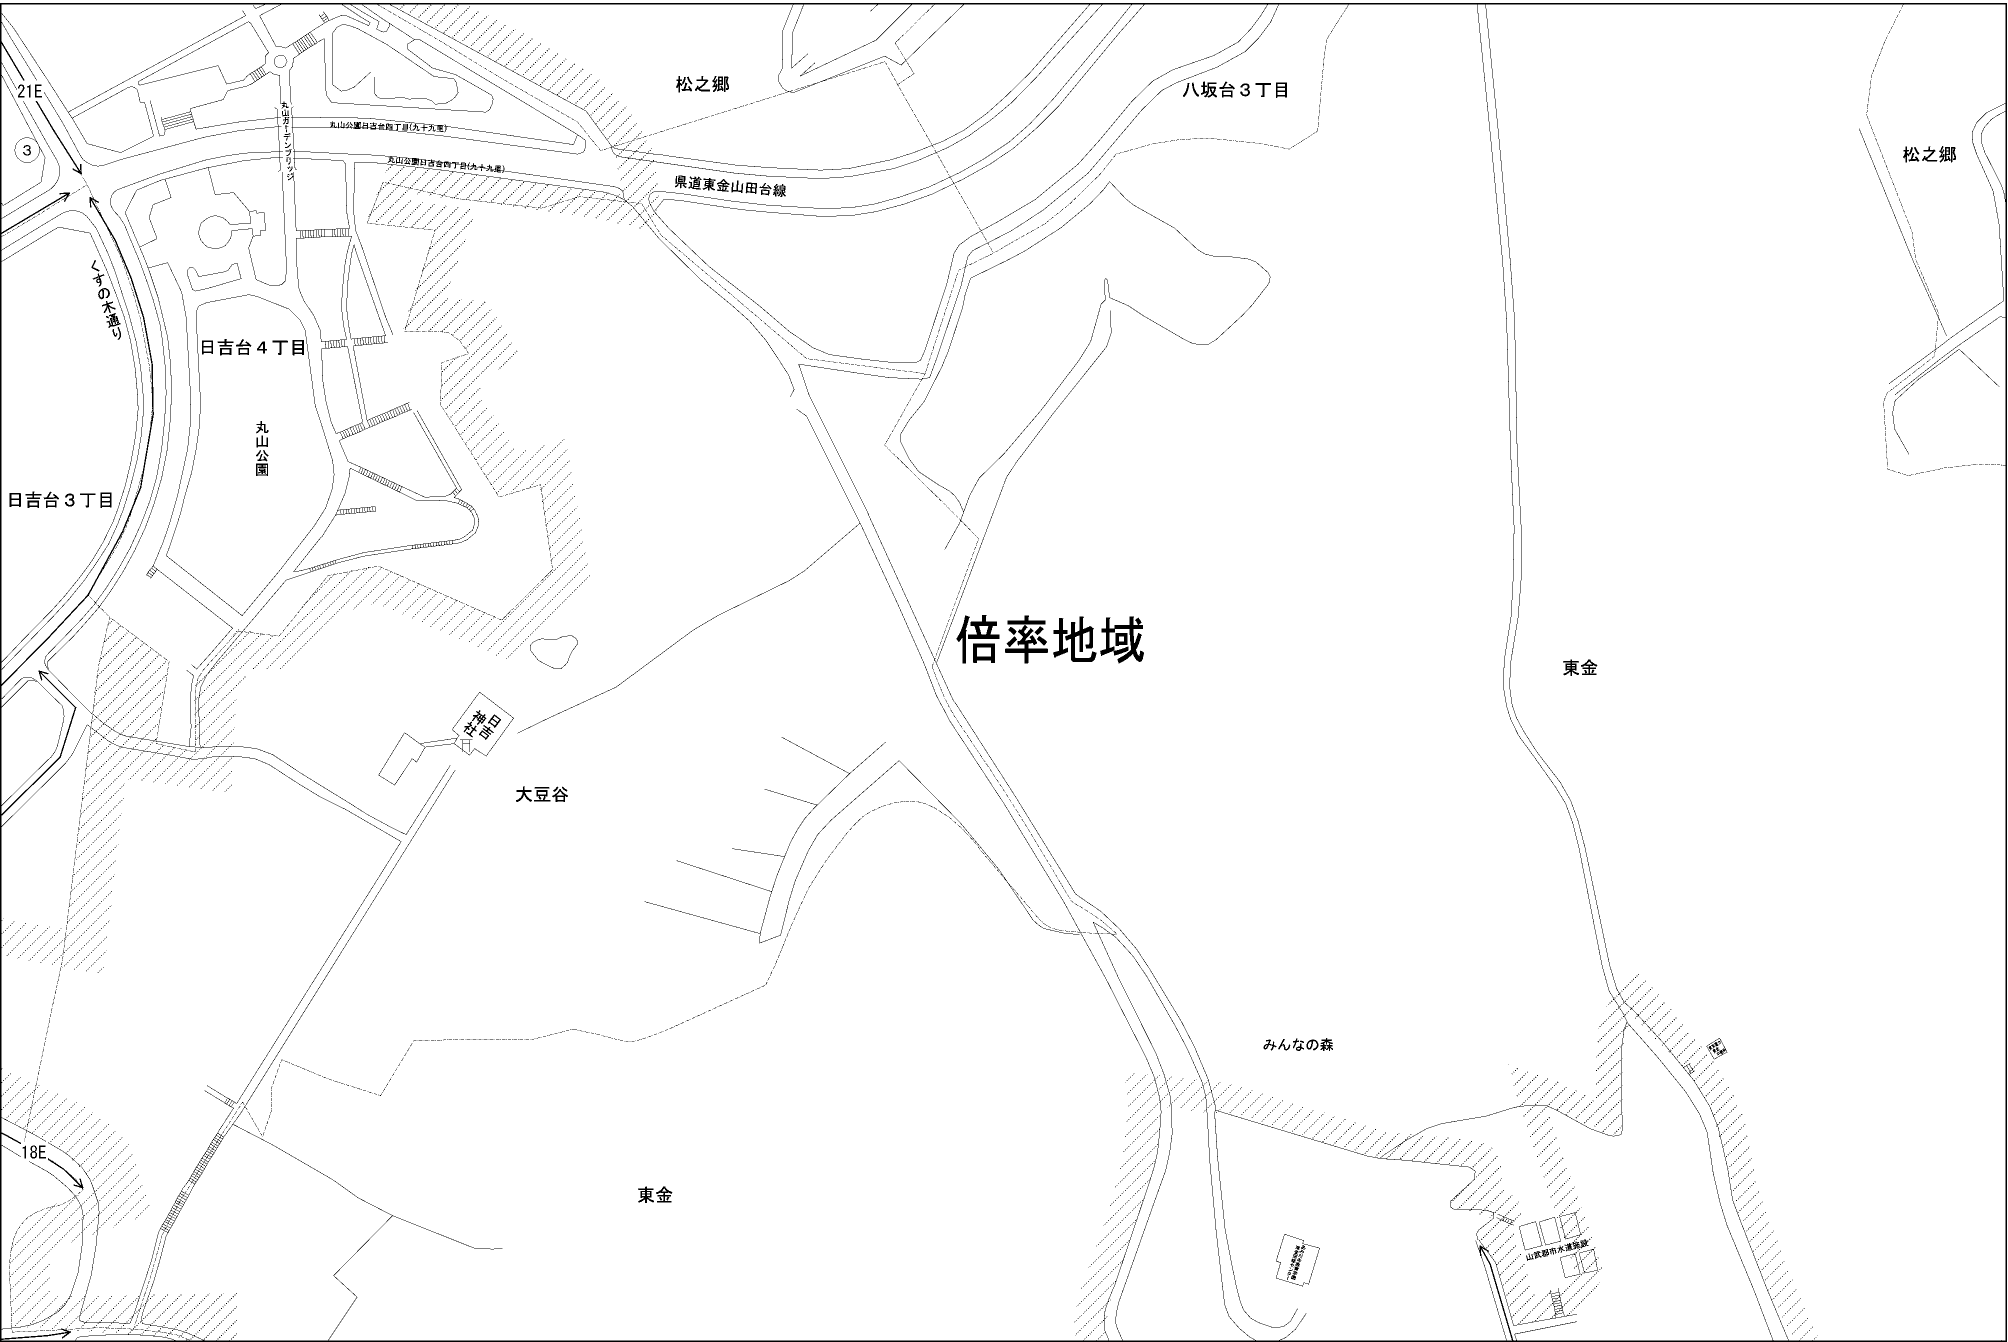 松之郷
八坂台３丁目
21E
丸山ガーデンブリッジ
丸山公園日吉台四丁目(九十九里)
3
松之郷
丸山公園日吉台四丁目(九十九里)
県道東金山田台線
くすの木通り
日吉台４丁目
丸山公園
日吉台３丁目
倍率地域
東金
日吉神社
大豆谷
みんなの森
18E
東金
山武郡市水道施設